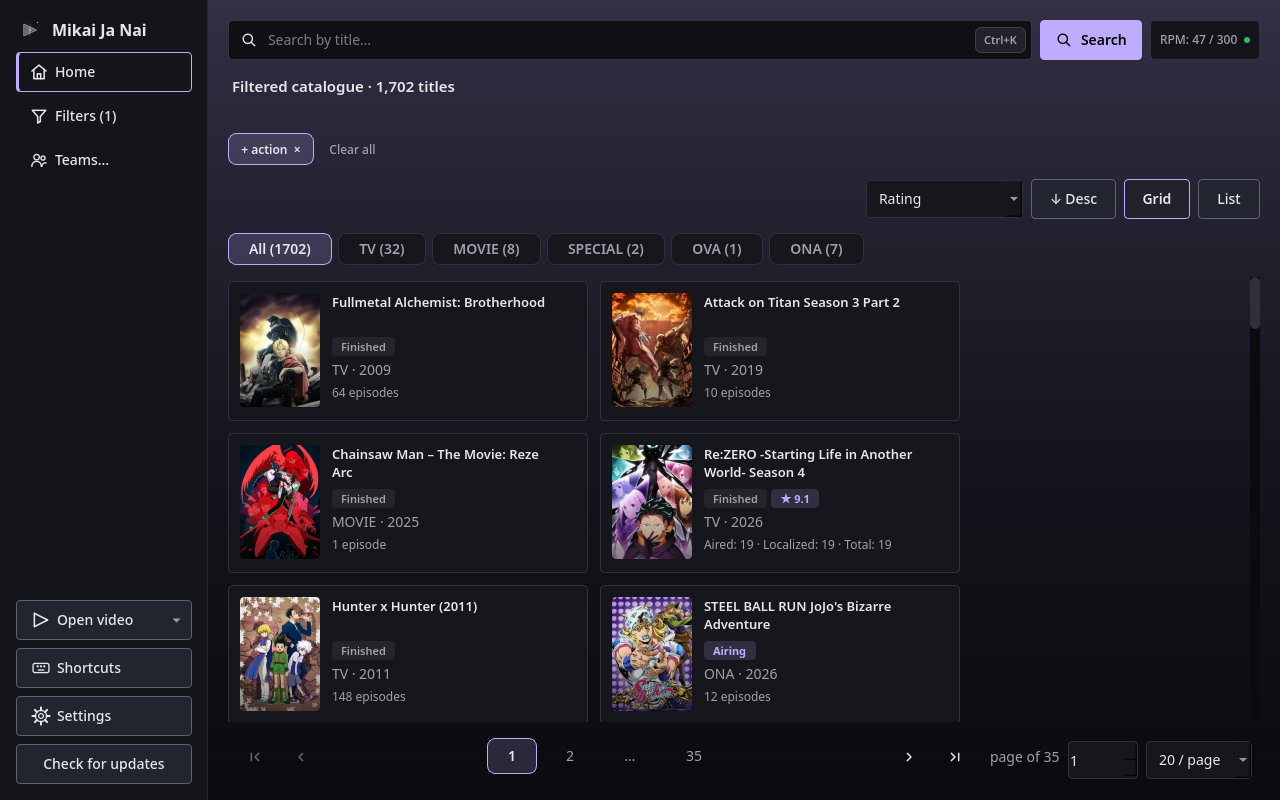 Mikai Ja Nai
Home
Filters (1)
Teams...
Open video
Shortcuts
Settings
Check for updates
Search by title...
Ctrl+K
Search
RPM: 47 / 300
Filtered catalogue · 1,702 titles
+ action ×
Clear all
Rating
↓ Desc
Grid
List
All (1702)
TV (32)
MOVIE (8)
SPECIAL (2)
OVA (1)
ONA (7)
Fullmetal Alchemist: Brotherhood
Finished
TV · 2009
64 episodes
Attack on Titan Season 3 Part 2
Finished
TV · 2019
10 episodes
Chainsaw Man – The Movie: Reze
Arc
Finished
MOVIE · 2025
1 episode
Re:ZERO -Starting Life in Another
World- Season 4
Finished
★ 9.1
TV · 2026
Aired: 19 · Localized: 19 · Total: 19
Hunter x Hunter (2011)
Finished
TV · 2011
148 episodes
STEEL BALL RUN JoJo's Bizarre
Adventure
Airing
ONA · 2026
12 episodes
1
2
...
35
page of 35
1
20 / page